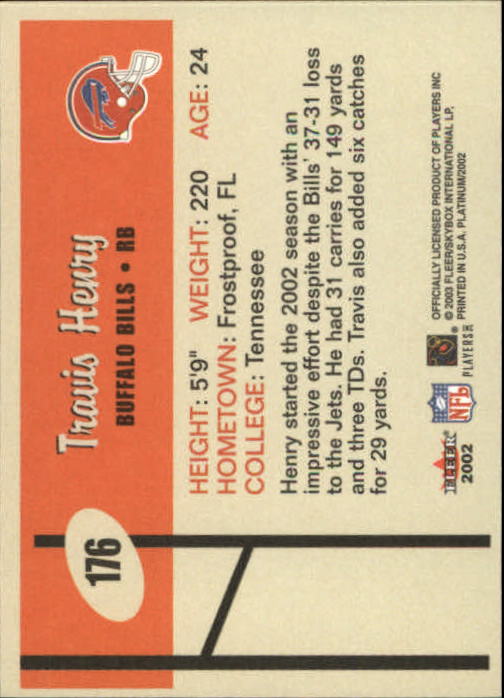 176
Travis Henry
BUFFALO BILLS • RB
HEIGHT: 5'9" WEIGHT: 220 AGE: 24
HOMETOWN: Frostproof, FL
COLLEGE: Tennessee
Henry started the 2002 season with an
impressive effort despite the Bills' 37-31 loss
to the Jets. He had 31 carries for 149 yards
and three TDs. Travis also added six catches
for 29 yards.
FLEER
2002
NFL
PLAYERS INC
OFFICIALLY LICENSED PRODUCT OF PLAYERS INC
© 2003 FLEER/SKYBOX INTERNATIONAL LP.
PRINTED IN U.S.A. PLATINUM/2002